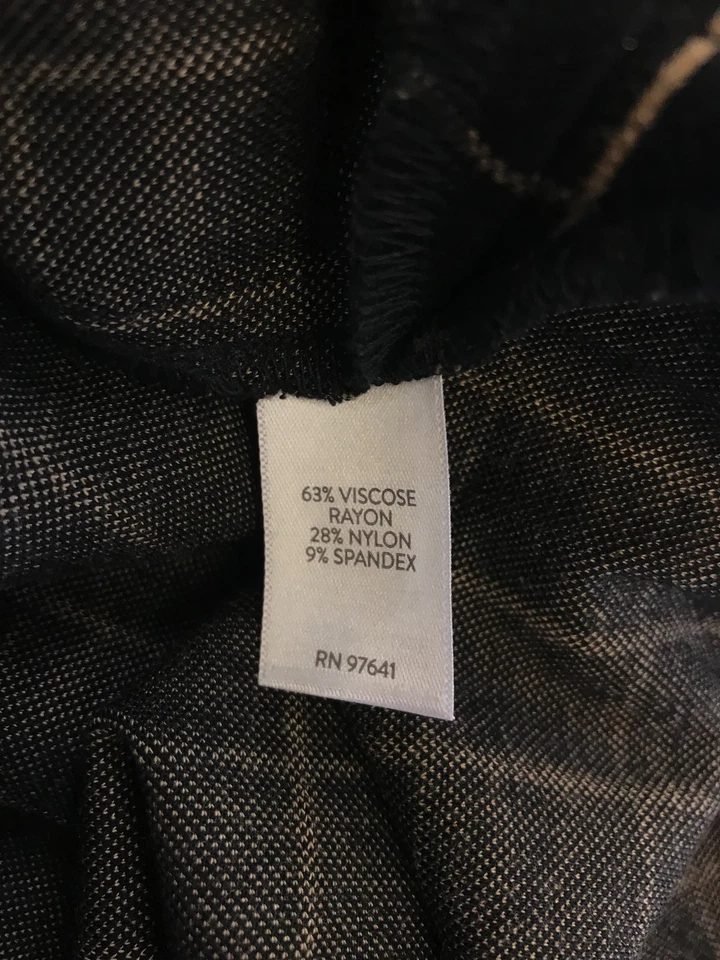 63% VISCOSE
RAYON
28% NYLON
9% SPANDEX
RN 97641